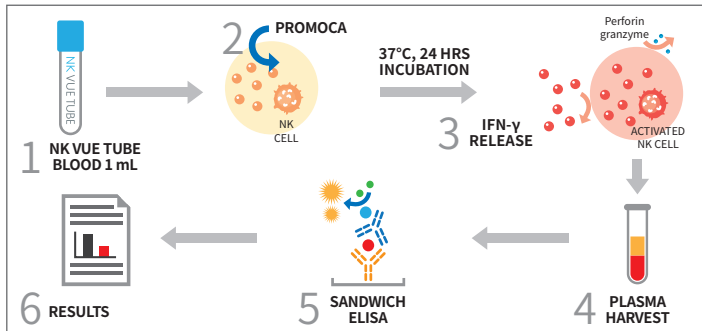 NK VUE TUBE
1
NK VUE TUBE
BLOOD 1 mL
2
PROMOCA
NK
CELL
37°C, 24 HRS
INCUBATION
3
IFN-γ
RELEASE
Perforin
granzyme
ACTIVATED
NK CELL
4
PLASMA
HARVEST
5
SANDWICH
ELISA
6
RESULTS